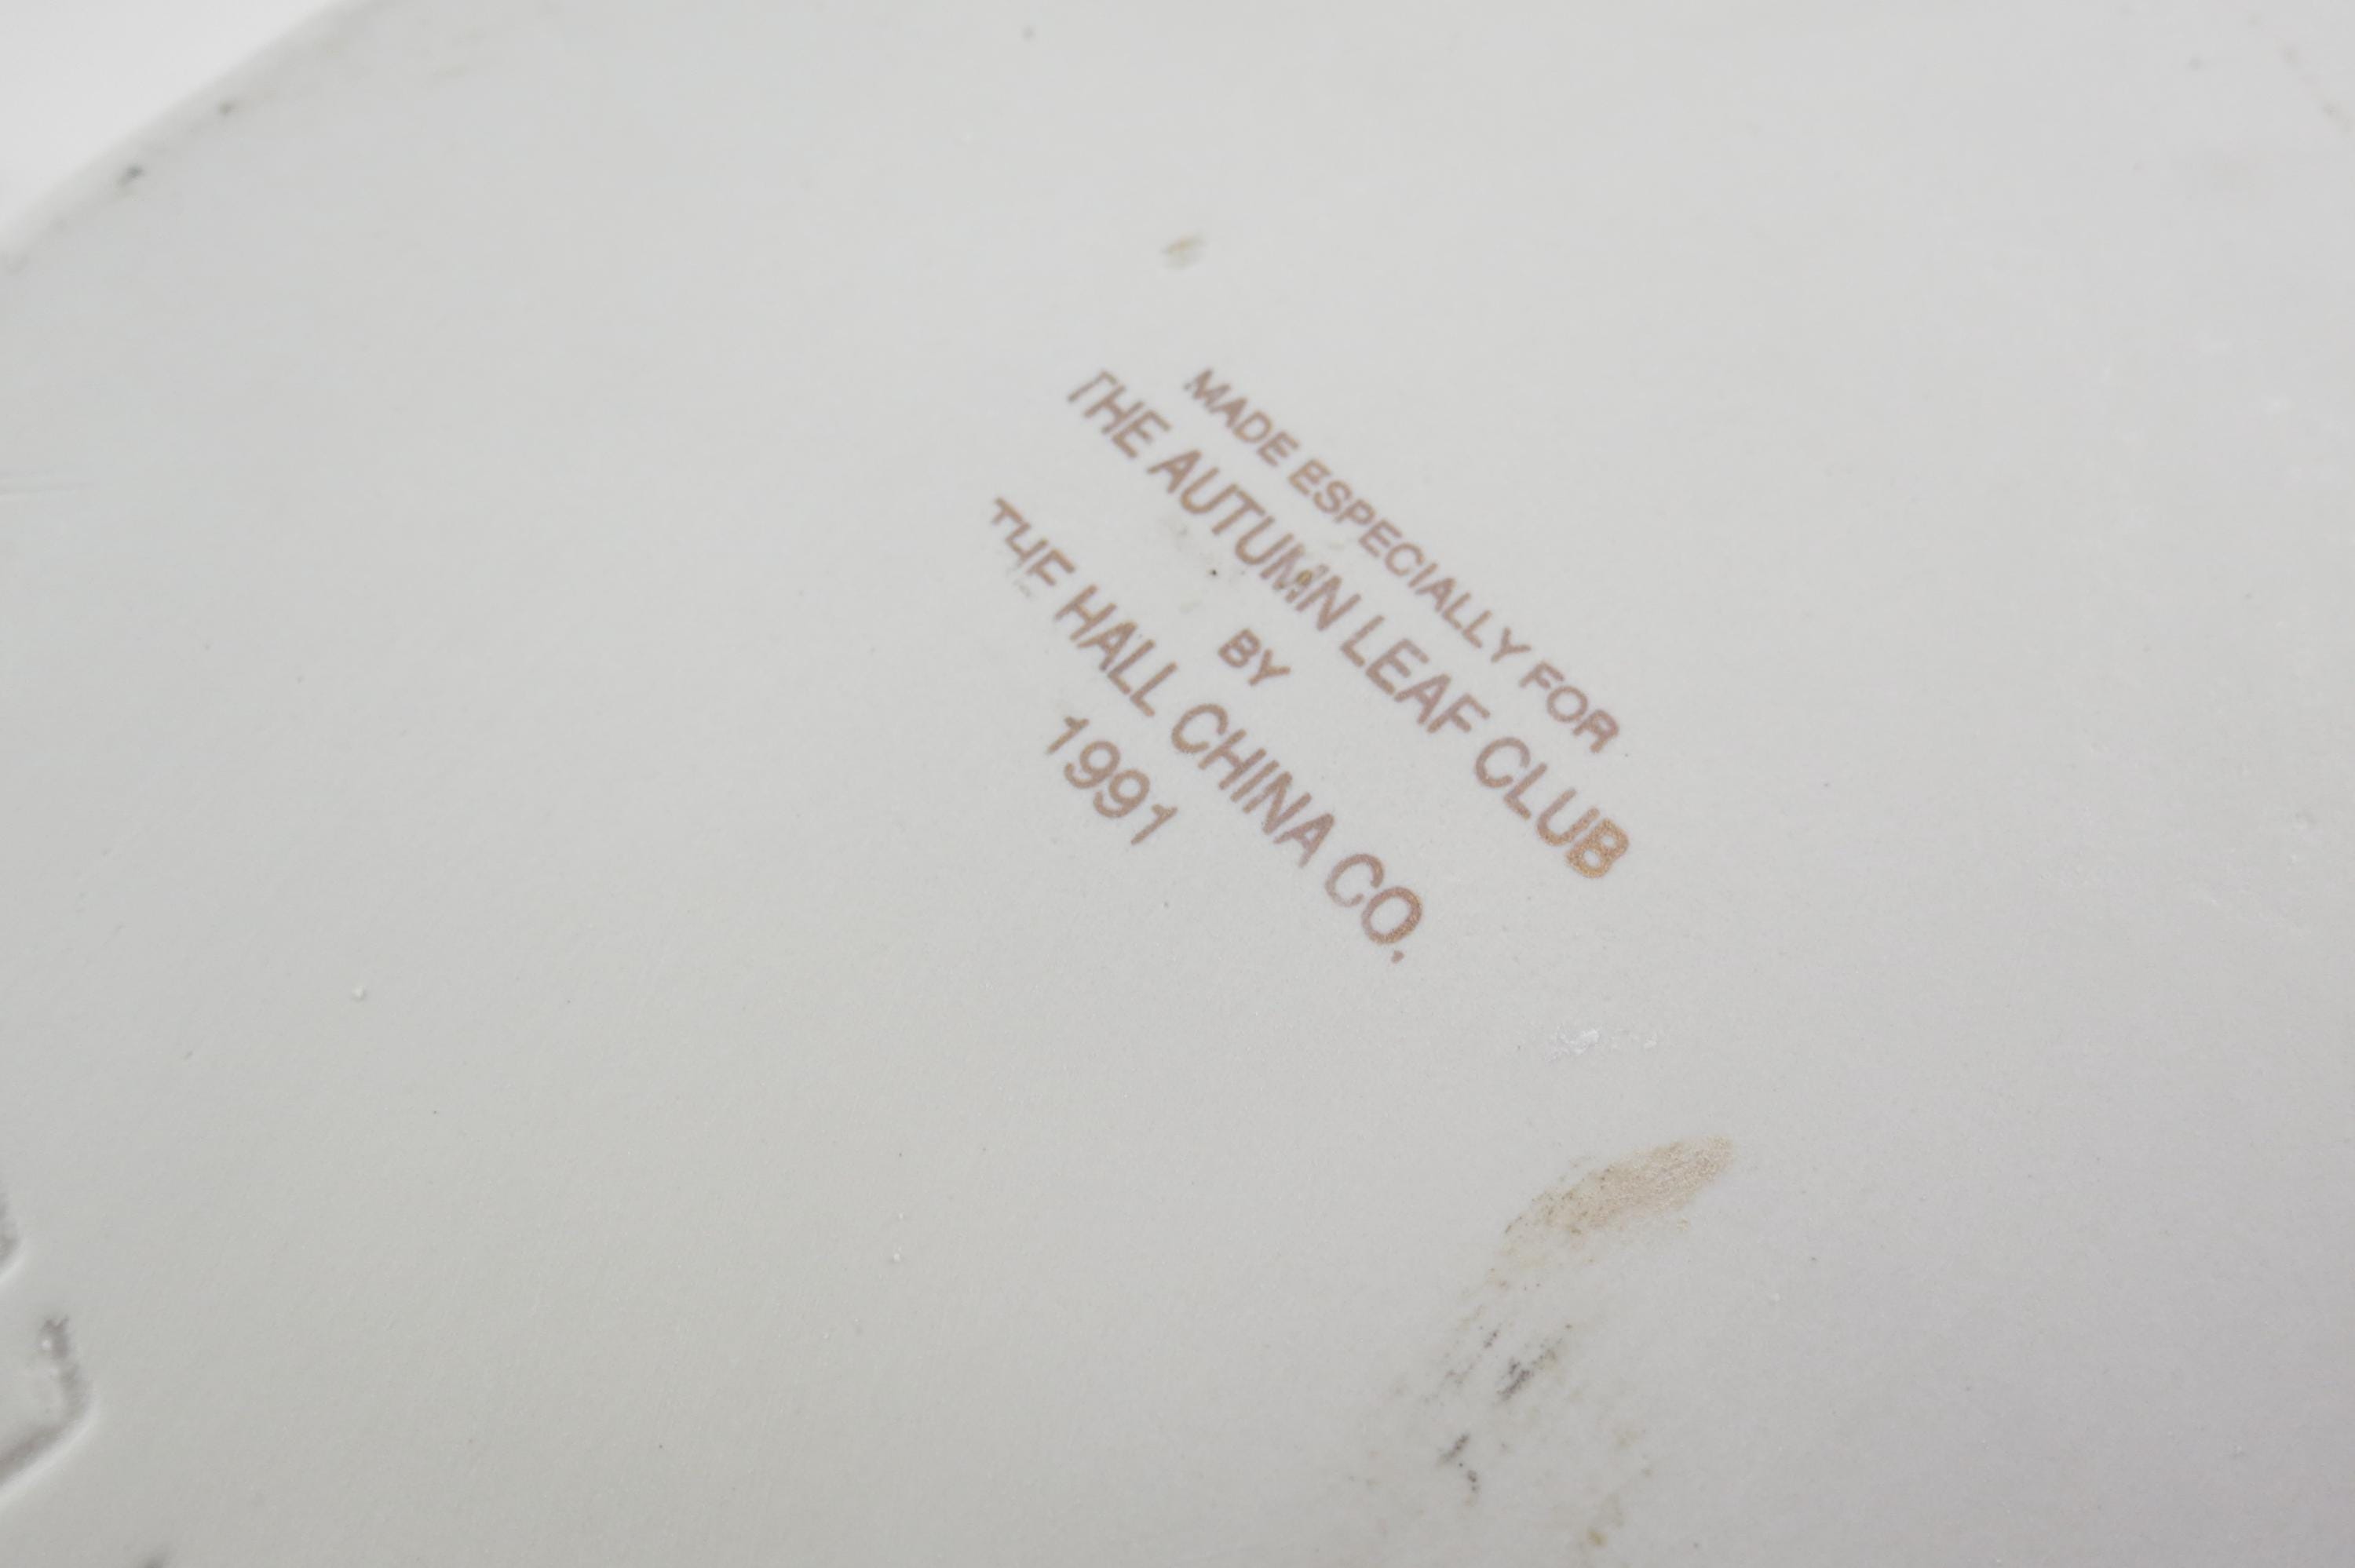 MADE ESPECIALLY FOR
THE AUTUMN LEAF CLUB
BY
THE HALL CHINA CO.
1991